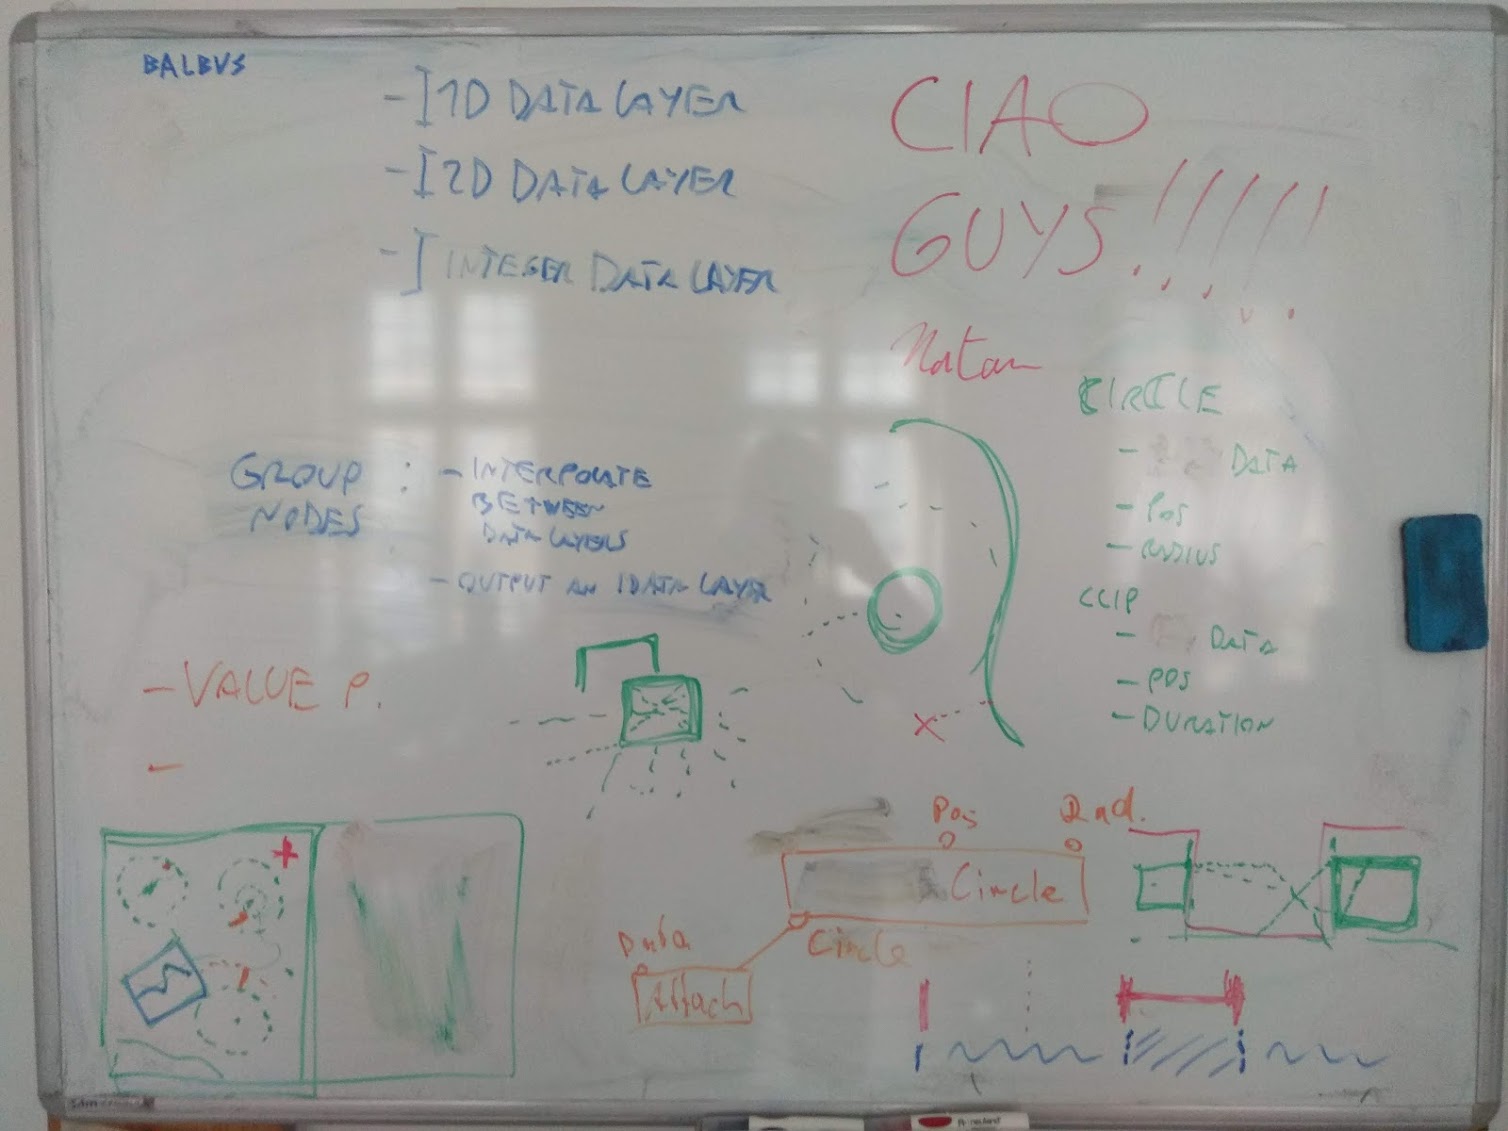 BALBVS
- I1D DATA LAYER
- I2D DATA LAYER
- INTEGER DATA LAYER
CIAO
GUYS!!!!!
Natan
GROUP NODES :
- INTERPOLATE
BETWEEN
DATA LAYERS
- OUTPUT AN IDATA LAYER
- VALUE P.
-
CIRCLE
- DATA
- POS
- RADIUS
CLIP
- DATA
- POS
- DURATION
Pos
Rad.
Circle
Circle
Data
Attach